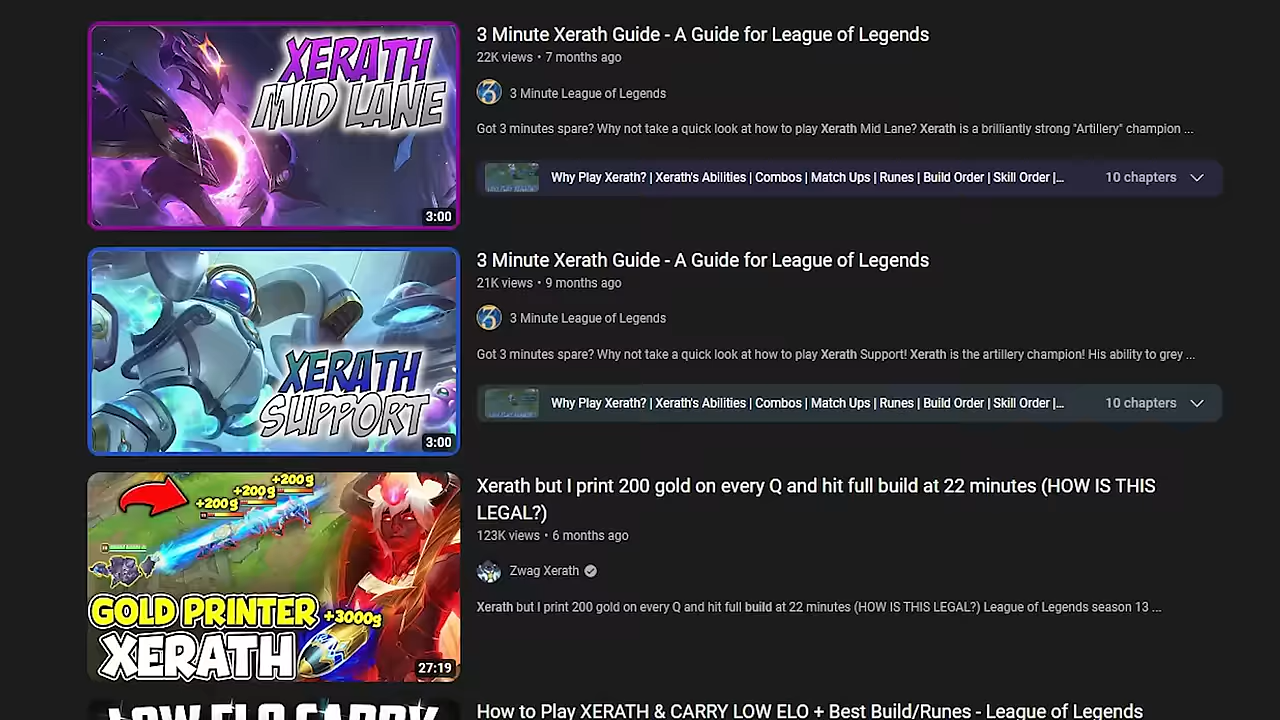 XERATH
MID LANE
3:00
3 Minute Xerath Guide - A Guide for League of Legends
22K views • 7 months ago
3 Minute League of Legends
Got 3 minutes spare? Why not take a quick look at how to play Xerath Mid Lane? Xerath is a brilliantly strong "Artillery" champion ...
Why Play Xerath? | Xerath's Abilities | Combos | Match Ups | Runes | Build Order | Skill Order |...
10 chapters
XERATH
SUPPORT
3:00
3 Minute Xerath Guide - A Guide for League of Legends
21K views • 9 months ago
3 Minute League of Legends
Got 3 minutes spare? Why not take a quick look at how to play Xerath Support! Xerath is the artillery champion! His ability to grey ...
Why Play Xerath? | Xerath's Abilities | Combos | Match Ups | Runes | Build Order | Skill Order |...
10 chapters
+200g
+200g
+200g
GOLD PRINTER
+3000g
XERATH
27:19
Xerath but I print 200 gold on every Q and hit full build at 22 minutes (HOW IS THIS
LEGAL?)
123K views • 6 months ago
Zwag Xerath
Xerath but I print 200 gold on every Q and hit full build at 22 minutes (HOW IS THIS LEGAL?) League of Legends season 13 ...
LOW ELO CARRY
How to Play XERATH & CARRY LOW ELO + Best Build/Runes - League of Legends